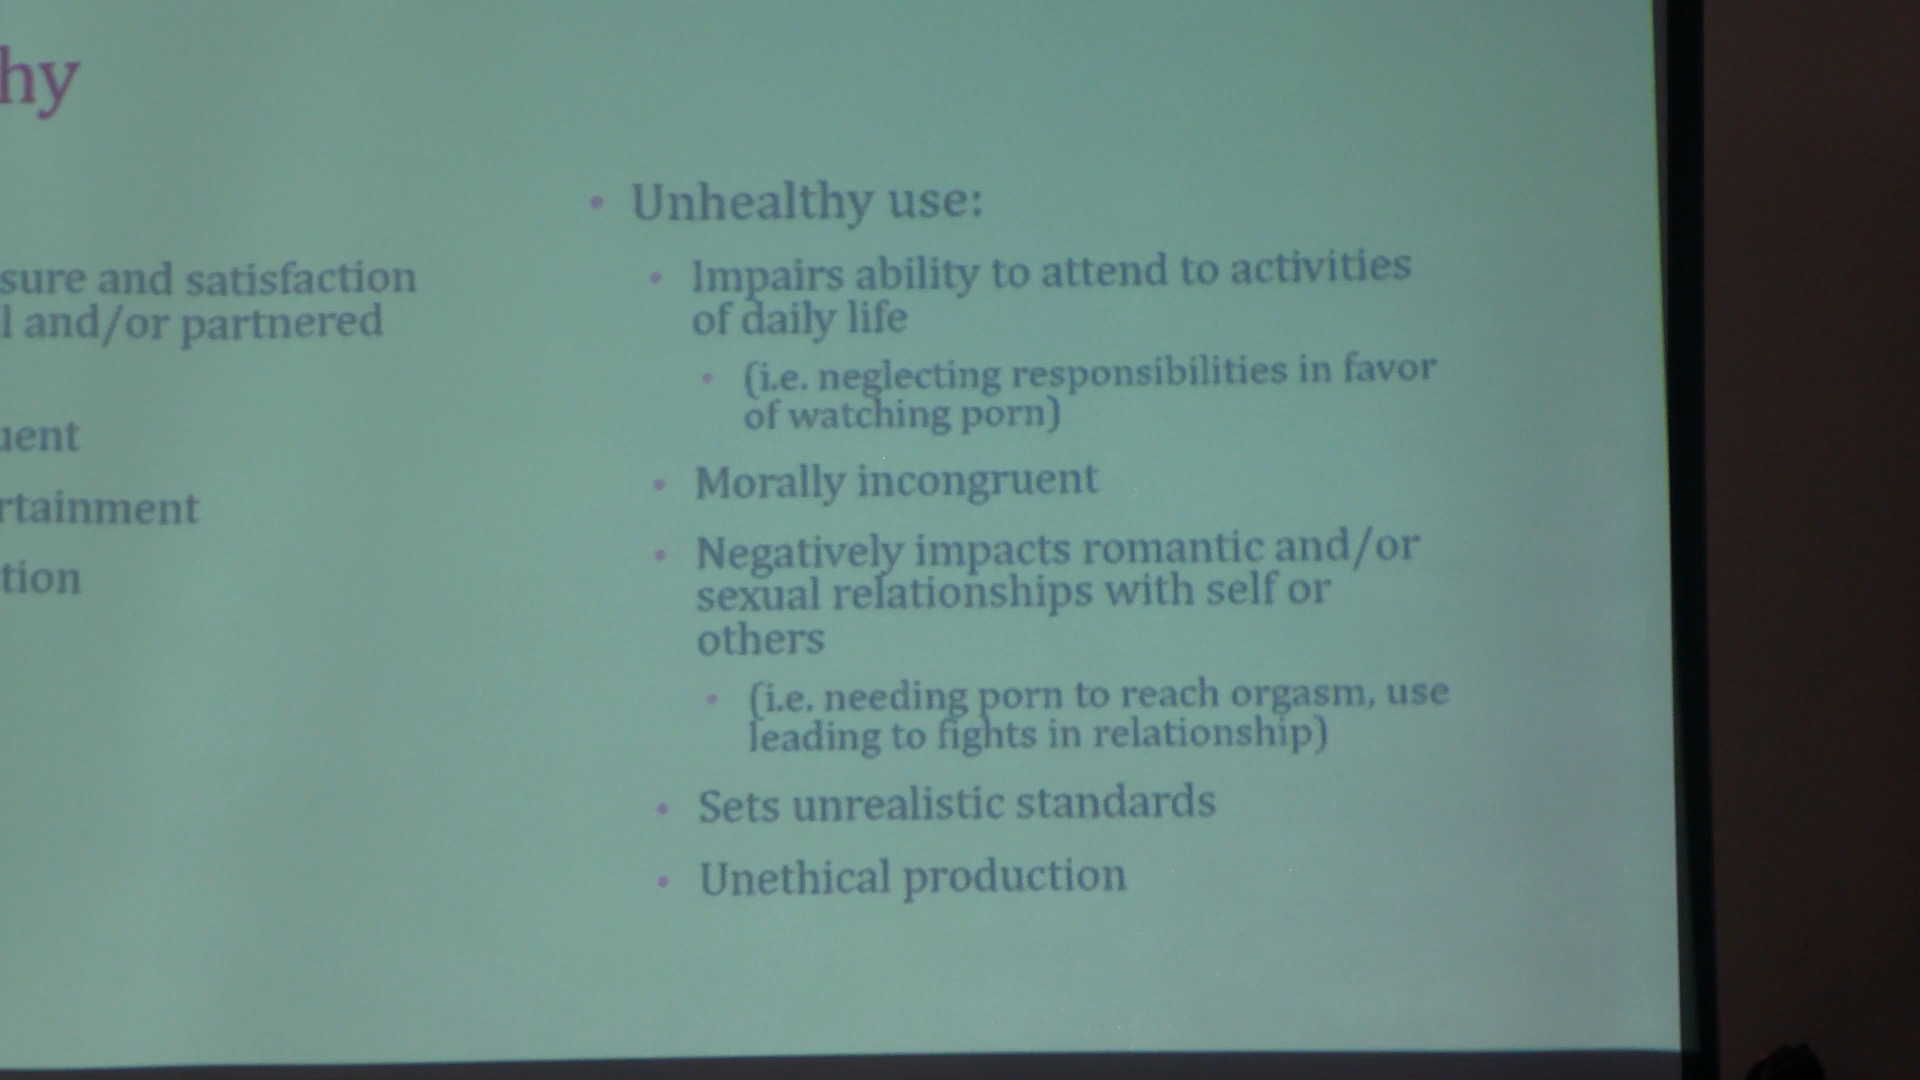 hy
sure and satisfaction
l and/or partnered
uent
rtainment
tion
• Unhealthy use:
• Impairs ability to attend to activities
of daily life
• (i.e. neglecting responsibilities in favor
of watching porn)
• Morally incongruent
• Negatively impacts romantic and/or
sexual relationships with self or
others
• (i.e. needing porn to reach orgasm, use
leading to fights in relationship)
• Sets unrealistic standards
• Unethical production